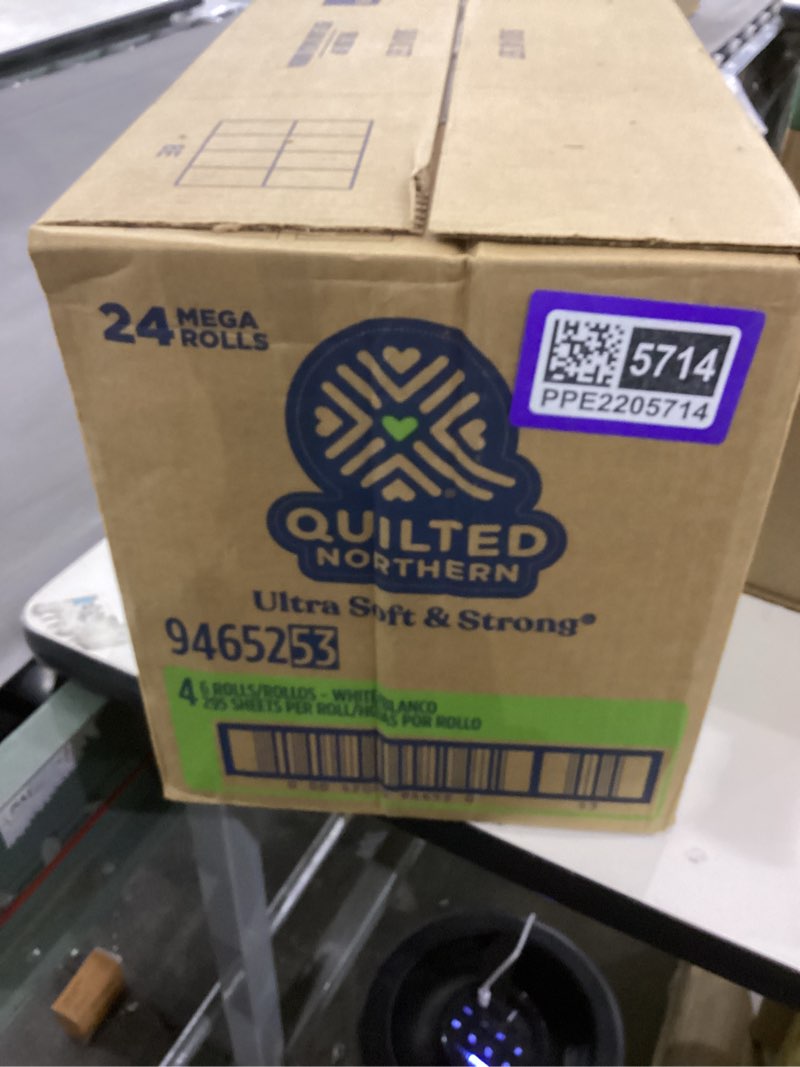 24 MEGA
ROLLS
5714
PPE2205714
QUILTED
NORTHERN
Ultra Soft & Strong®
9465253
4 6 ROLLS/ROLLOS - WHITE/BLANCO
295 SHEETS PER ROLL/HOJAS POR ROLLO